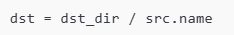 dst = dst_dir / src.name